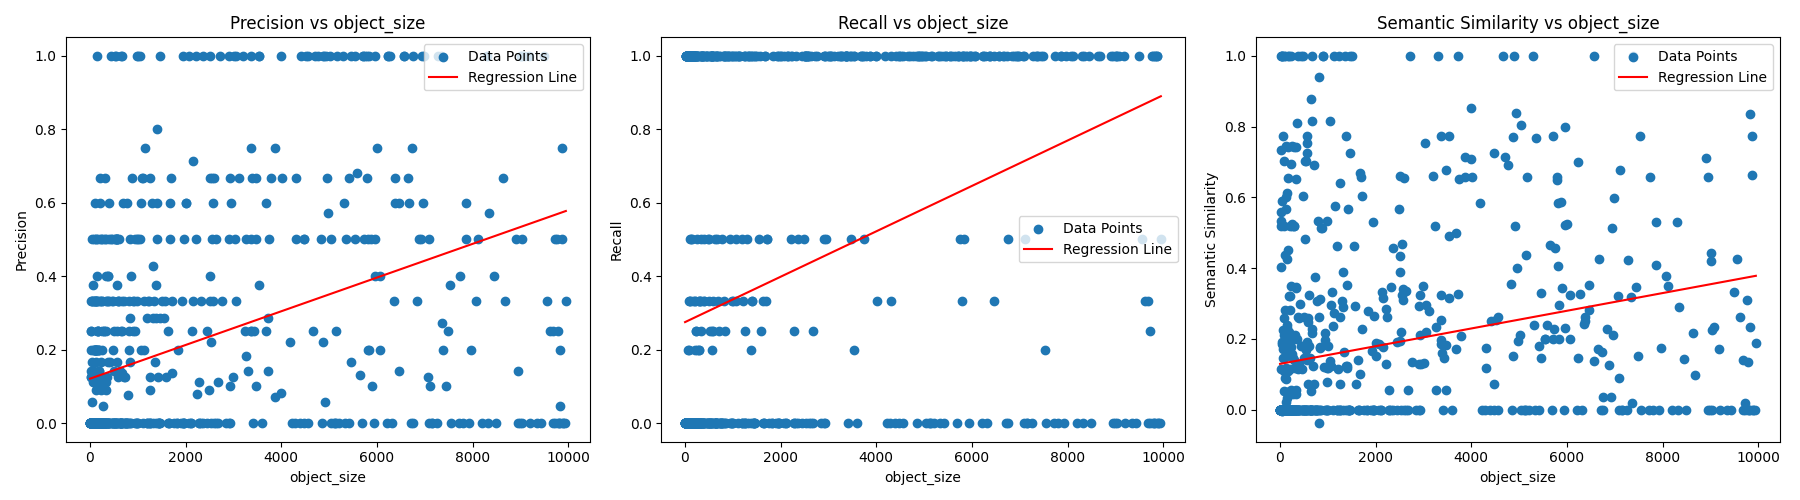 Precision vs object_size
1.0
0.8
0.6
0.4
0.2
0.0
Precision
Data Points
Regression Line
0 2000 4000 6000 8000 10000
object_size
Recall vs object_size
1.0
0.8
0.6
0.4
0.2
0.0
Recall
Data Points
Regression Line
0 2000 4000 6000 8000 10000
object_size
Semantic Similarity vs object_size
1.0
0.8
0.6
0.4
0.2
0.0
Semantic Similarity
Data Points
Regression Line
0 2000 4000 6000 8000 10000
object_size